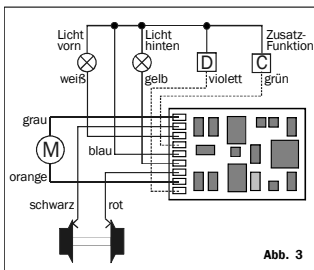 Licht vorn
Licht hinten
Zusatz-Funktion
D
C
weiß
gelb
violett
grün
grau
M
blau
orange
schwarz
rot
Abb. 3